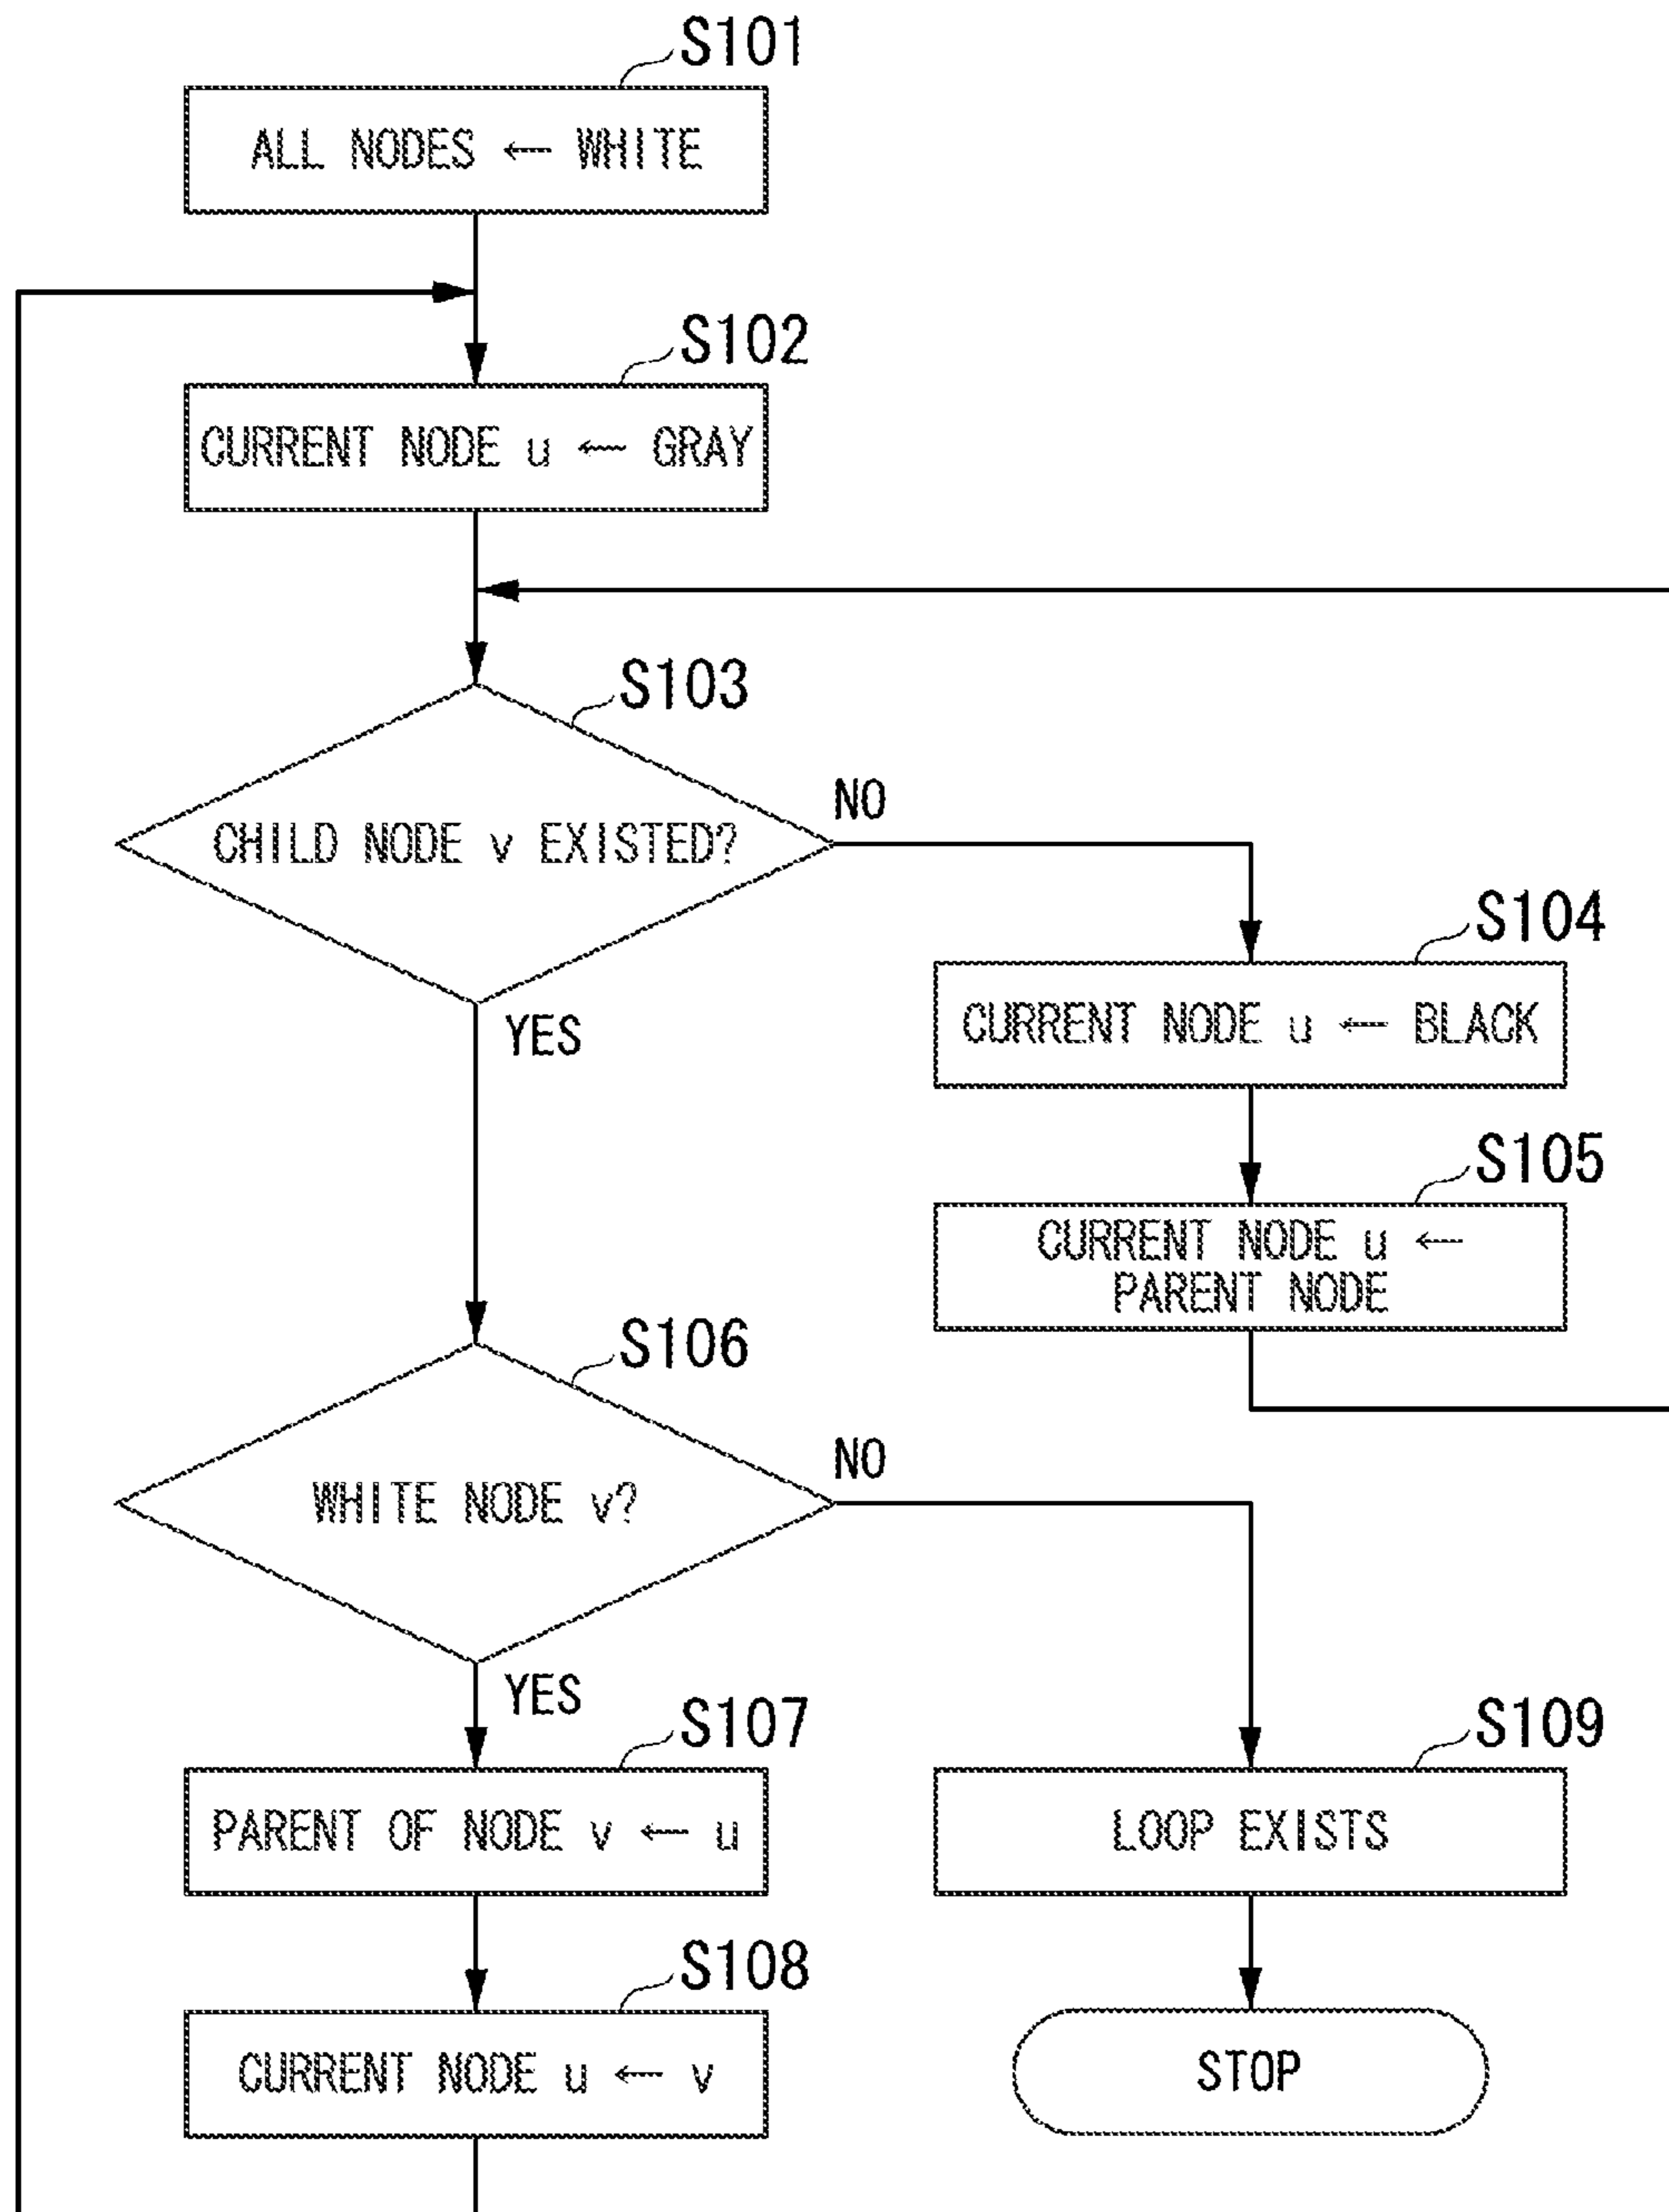 S101
ALL NODES ← WHITE
S102
CURRENT NODE u ← GRAY
S103
CHILD NODE v EXISTED?
NO
YES
S104
CURRENT NODE u ← BLACK
S105
CURRENT NODE u ←
PARENT NODE
S106
WHITE NODE v?
NO
YES
S107
PARENT OF NODE v ← u
S109
LOOP EXISTS
S108
CURRENT NODE u ← v
STOP